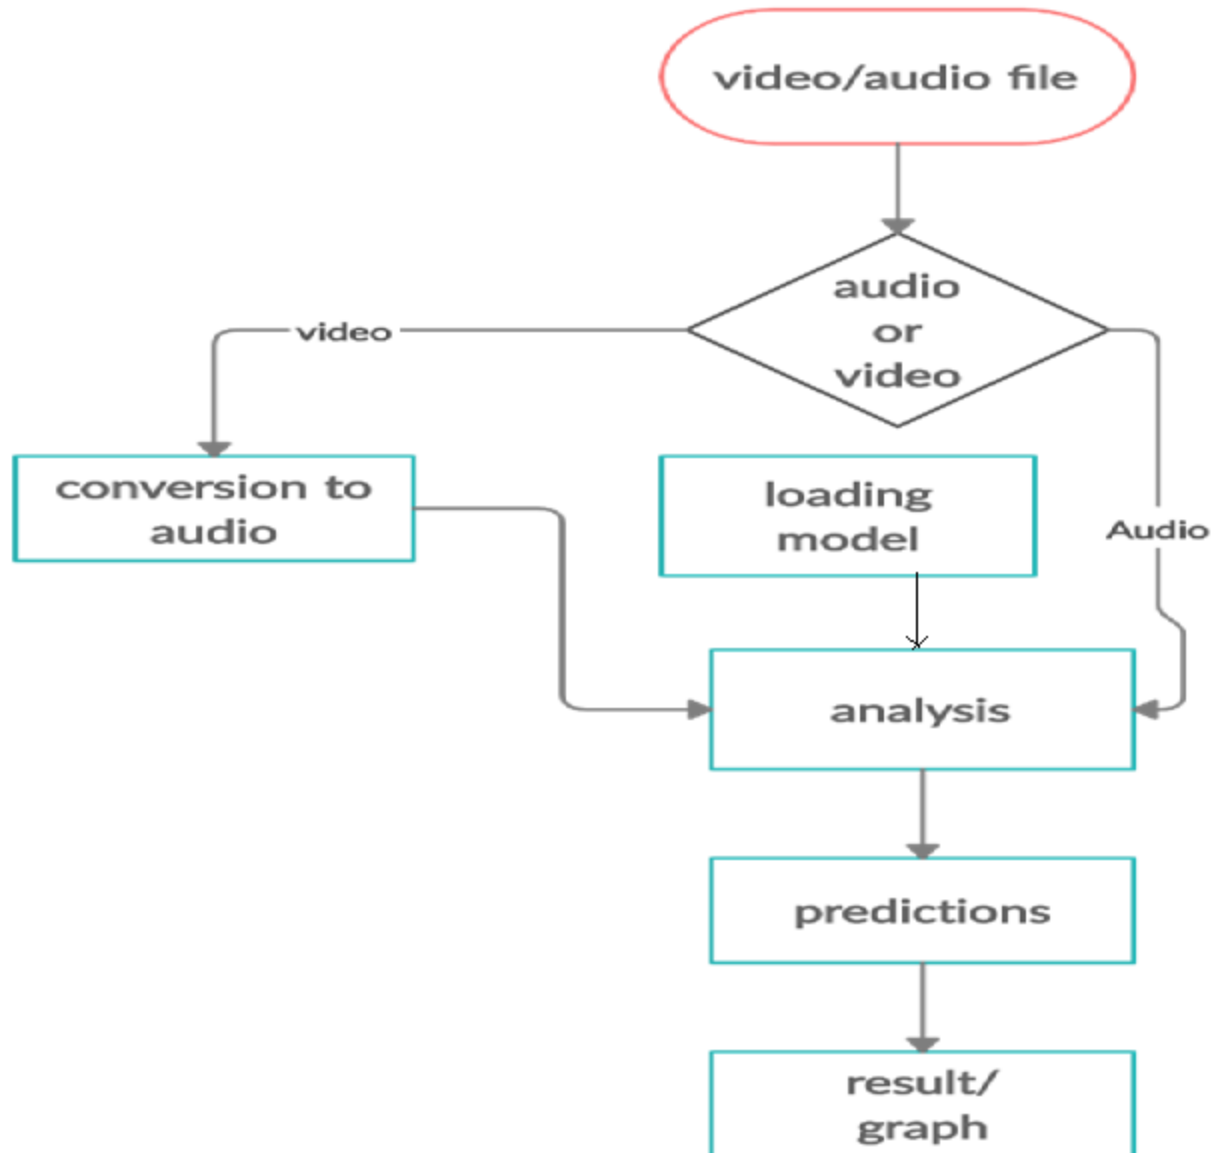 video/audio file
audio
or
video
video
conversion to
audio
loading
model
Audio
analysis
predictions
result/
graph